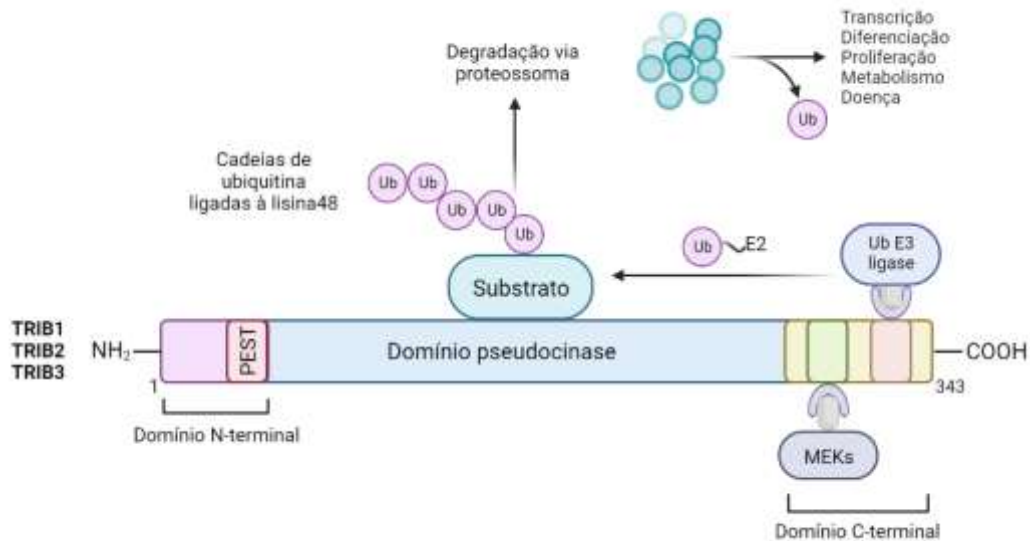 Transcrição
Diferenciação
Proliferação
Metabolismo
Doença
Degradação via
proteossoma
Ub
Cadeias de
ubiquitina
ligadas à lisina48
Ub
Ub
Ub
Ub
Ub
Ub
E2
Ub E3
ligase
Substrato
TRIB1
TRIB2
TRIB3
NH2
PEST
Domínio pseudocinase
COOH
1
343
Domínio N-terminal
MEKs
Domínio C-terminal